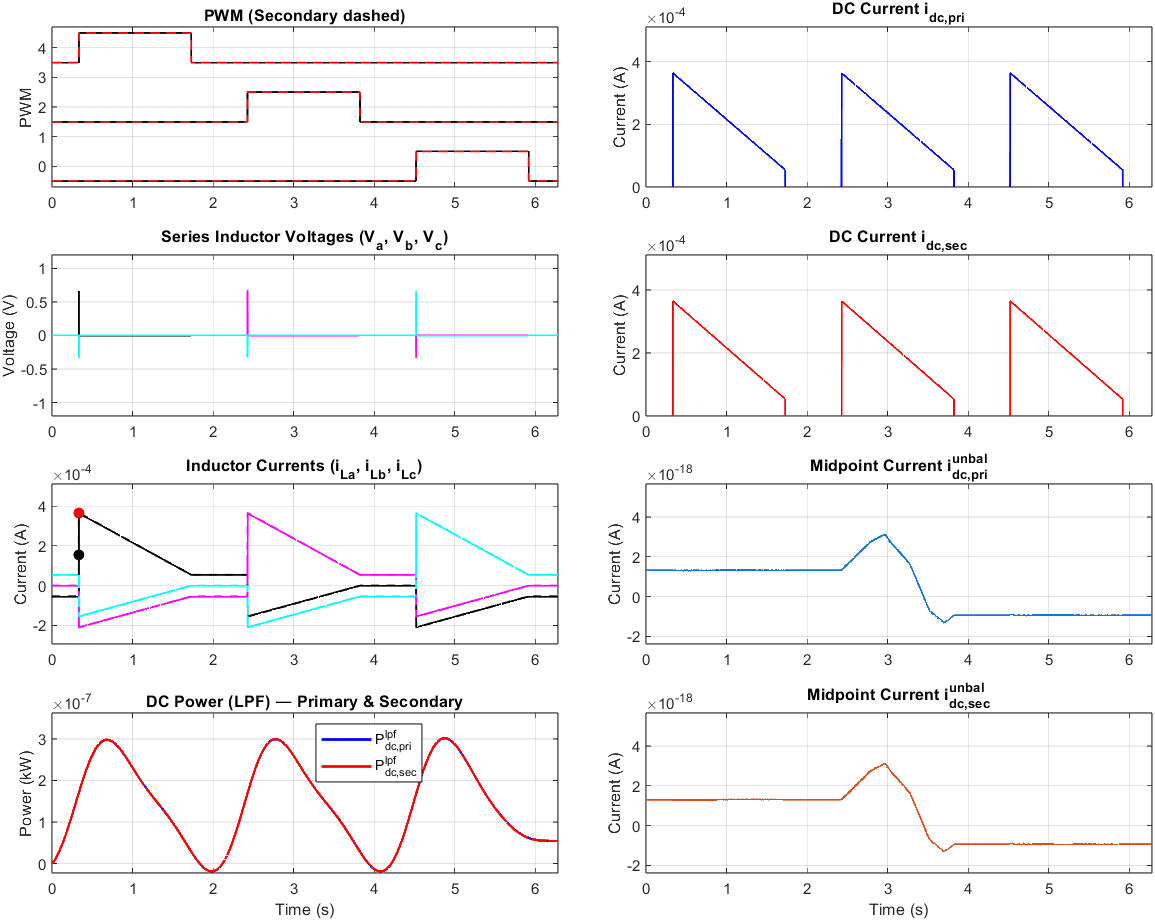 PWM (Secondary dashed)
PWM
4
3
2
1
0
0 1 2 3 4 5 6
DC Current i_dc,pri
×10^-4
Current (A)
4
2
0
0 1 2 3 4 5 6
Series Inductor Voltages (V_a, V_b, V_c)
Voltage (V)
1
0.5
0
-0.5
-1
0 1 2 3 4 5 6
DC Current i_dc,sec
×10^-4
Current (A)
4
2
0
0 1 2 3 4 5 6
Inductor Currents (i_La, i_Lb, i_Lc)
×10^-4
Current (A)
4
2
0
-2
0 1 2 3 4 5 6
Midpoint Current i^unbal_dc,pri
×10^-18
Current (A)
4
2
0
-2
0 1 2 3 4 5 6
DC Power (LPF) — Primary & Secondary
×10^-7
Power (kW)
3
2
1
0
P^lpf_dc,pri
P^lpf_dc,sec
0 1 2 3 4 5 6
Time (s)
Midpoint Current i^unbal_dc,sec
×10^-18
Current (A)
4
2
0
-2
0 1 2 3 4 5 6
Time (s)